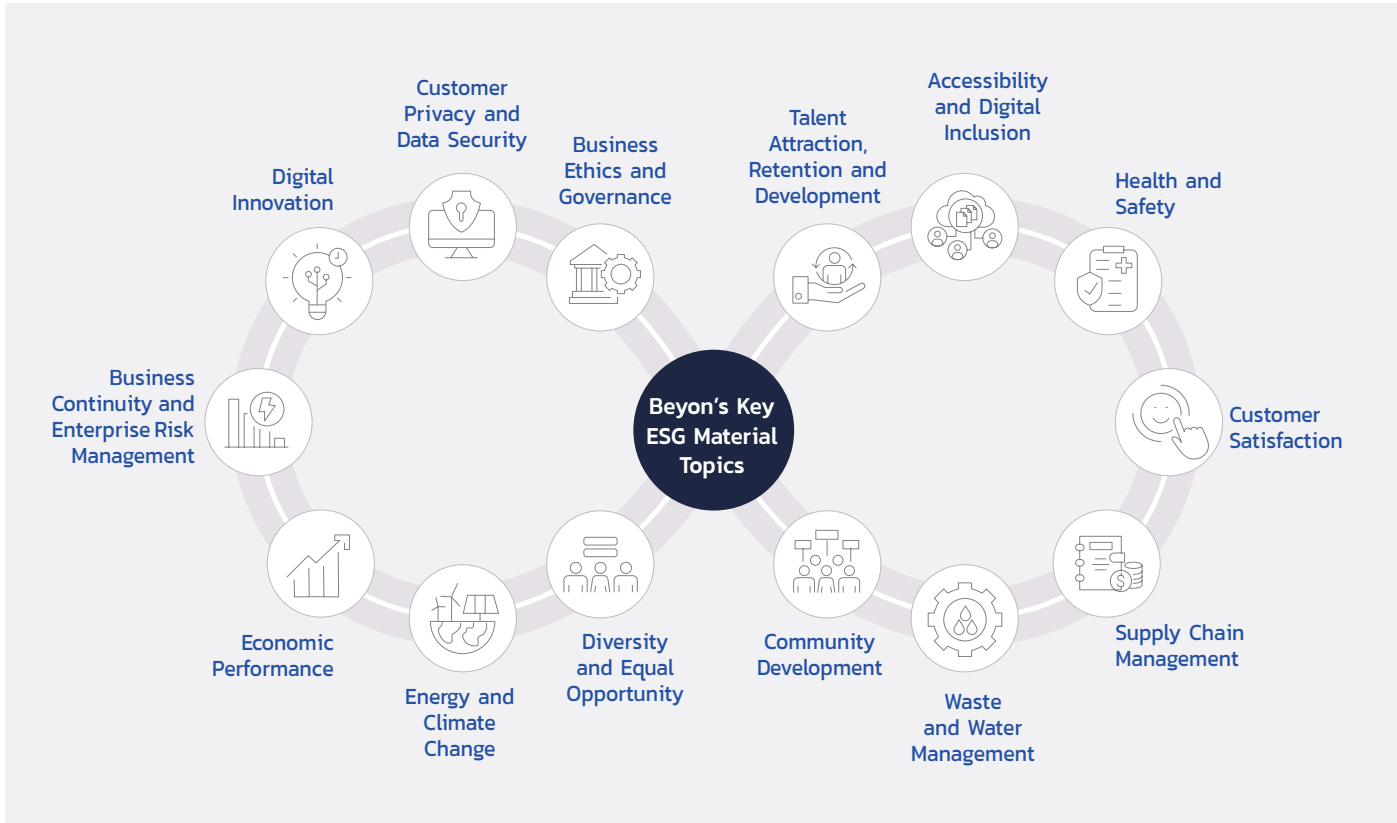 Customer
Privacy and
Data Security
Business
Ethics and
Governance
Digital
Innovation
Business
Continuity and
Enterprise Risk
Management
Economic
Performance
Energy and
Climate
Change
Diversity
and Equal
Opportunity
Beyon's Key
ESG Material
Topics
Talent
Attraction,
Retention and
Development
Accessibility
and Digital
Inclusion
Health and
Safety
Customer
Satisfaction
Supply Chain
Management
Waste
and Water
Management
Community
Development
$